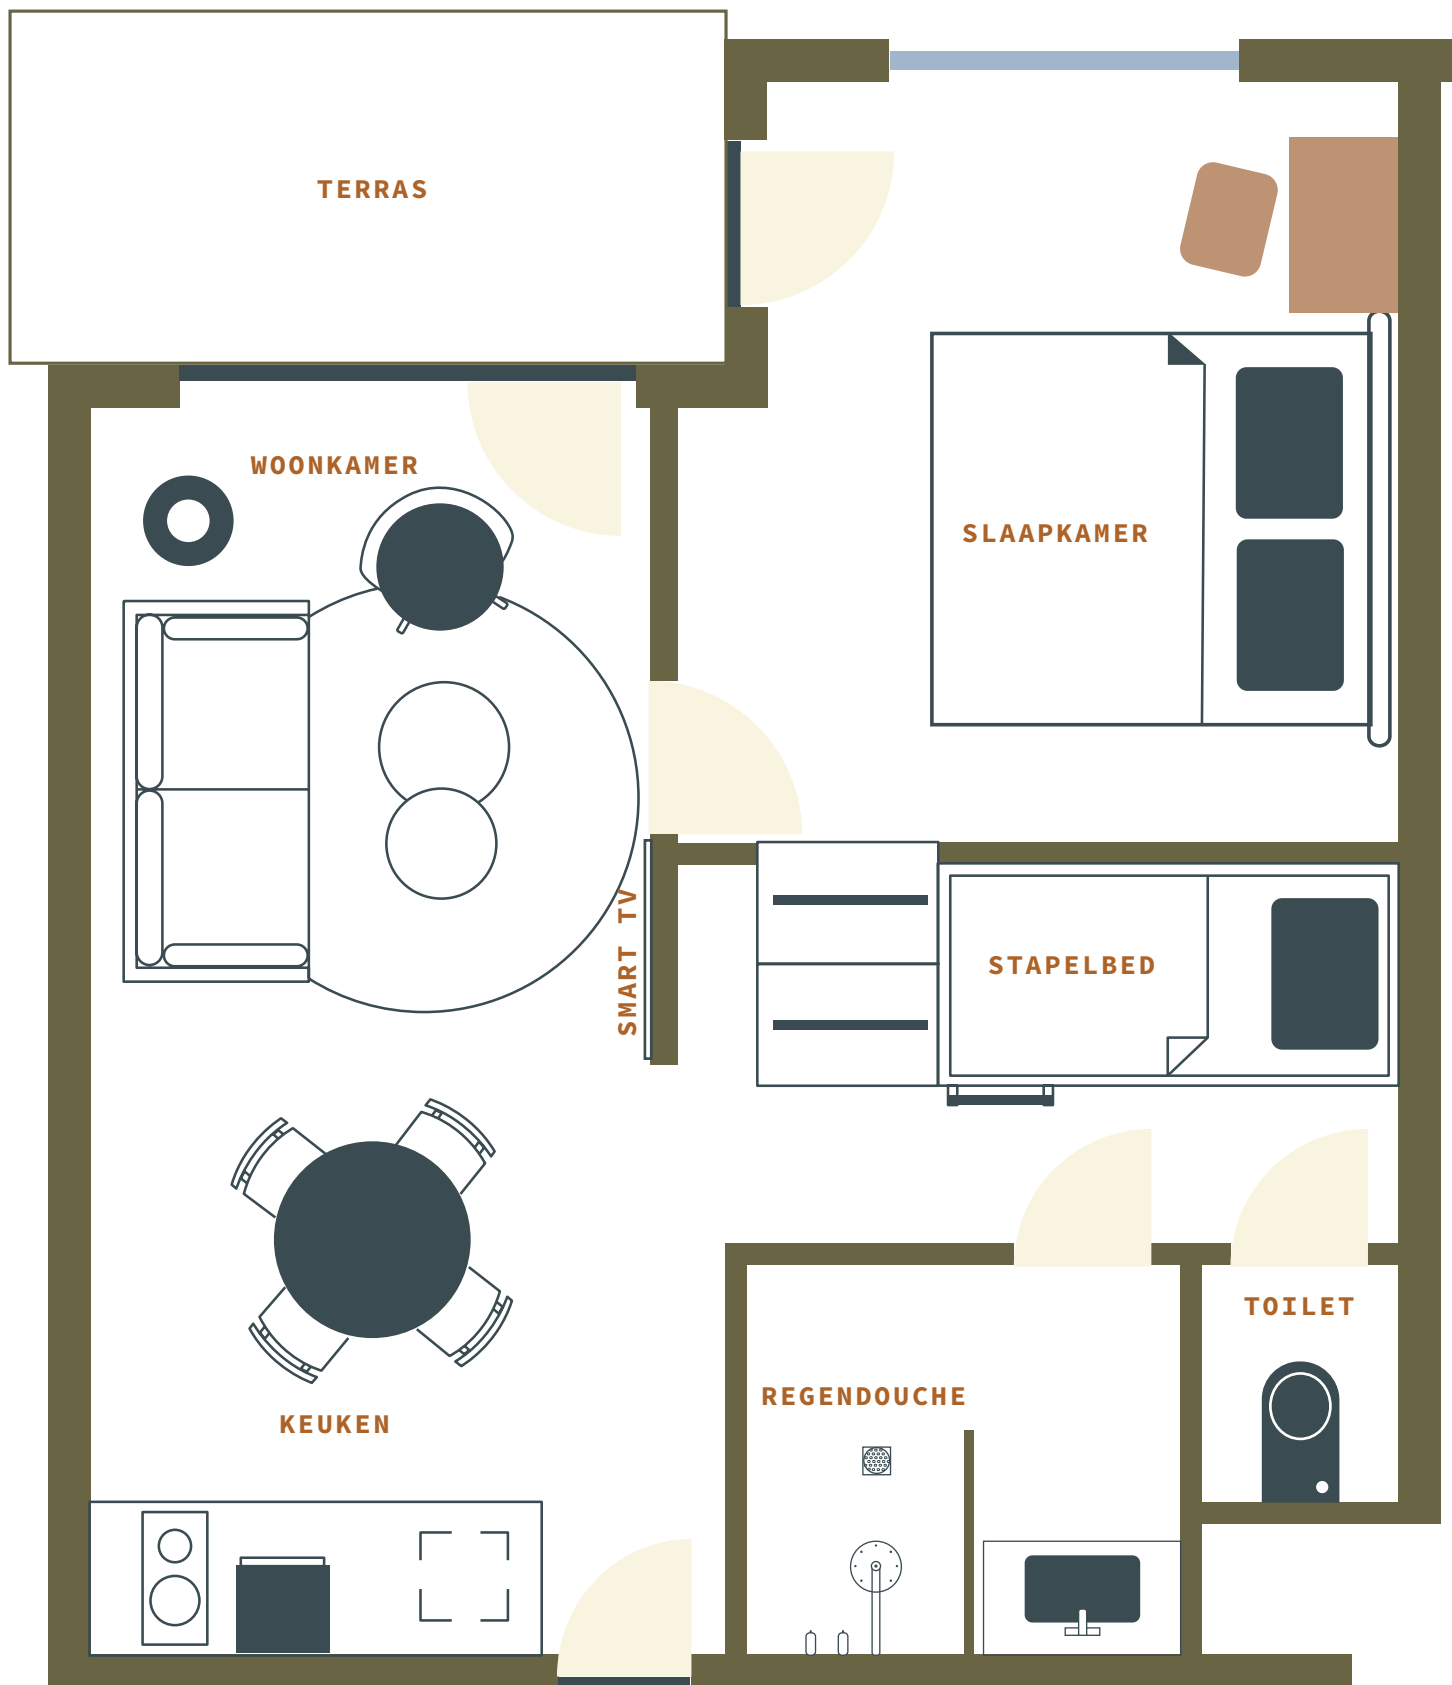 TERRAS
WOONKAMER
SLAAPKAMER
SMART TV
STAPELBED
TOILET
REGENDOUCHE
KEUKEN